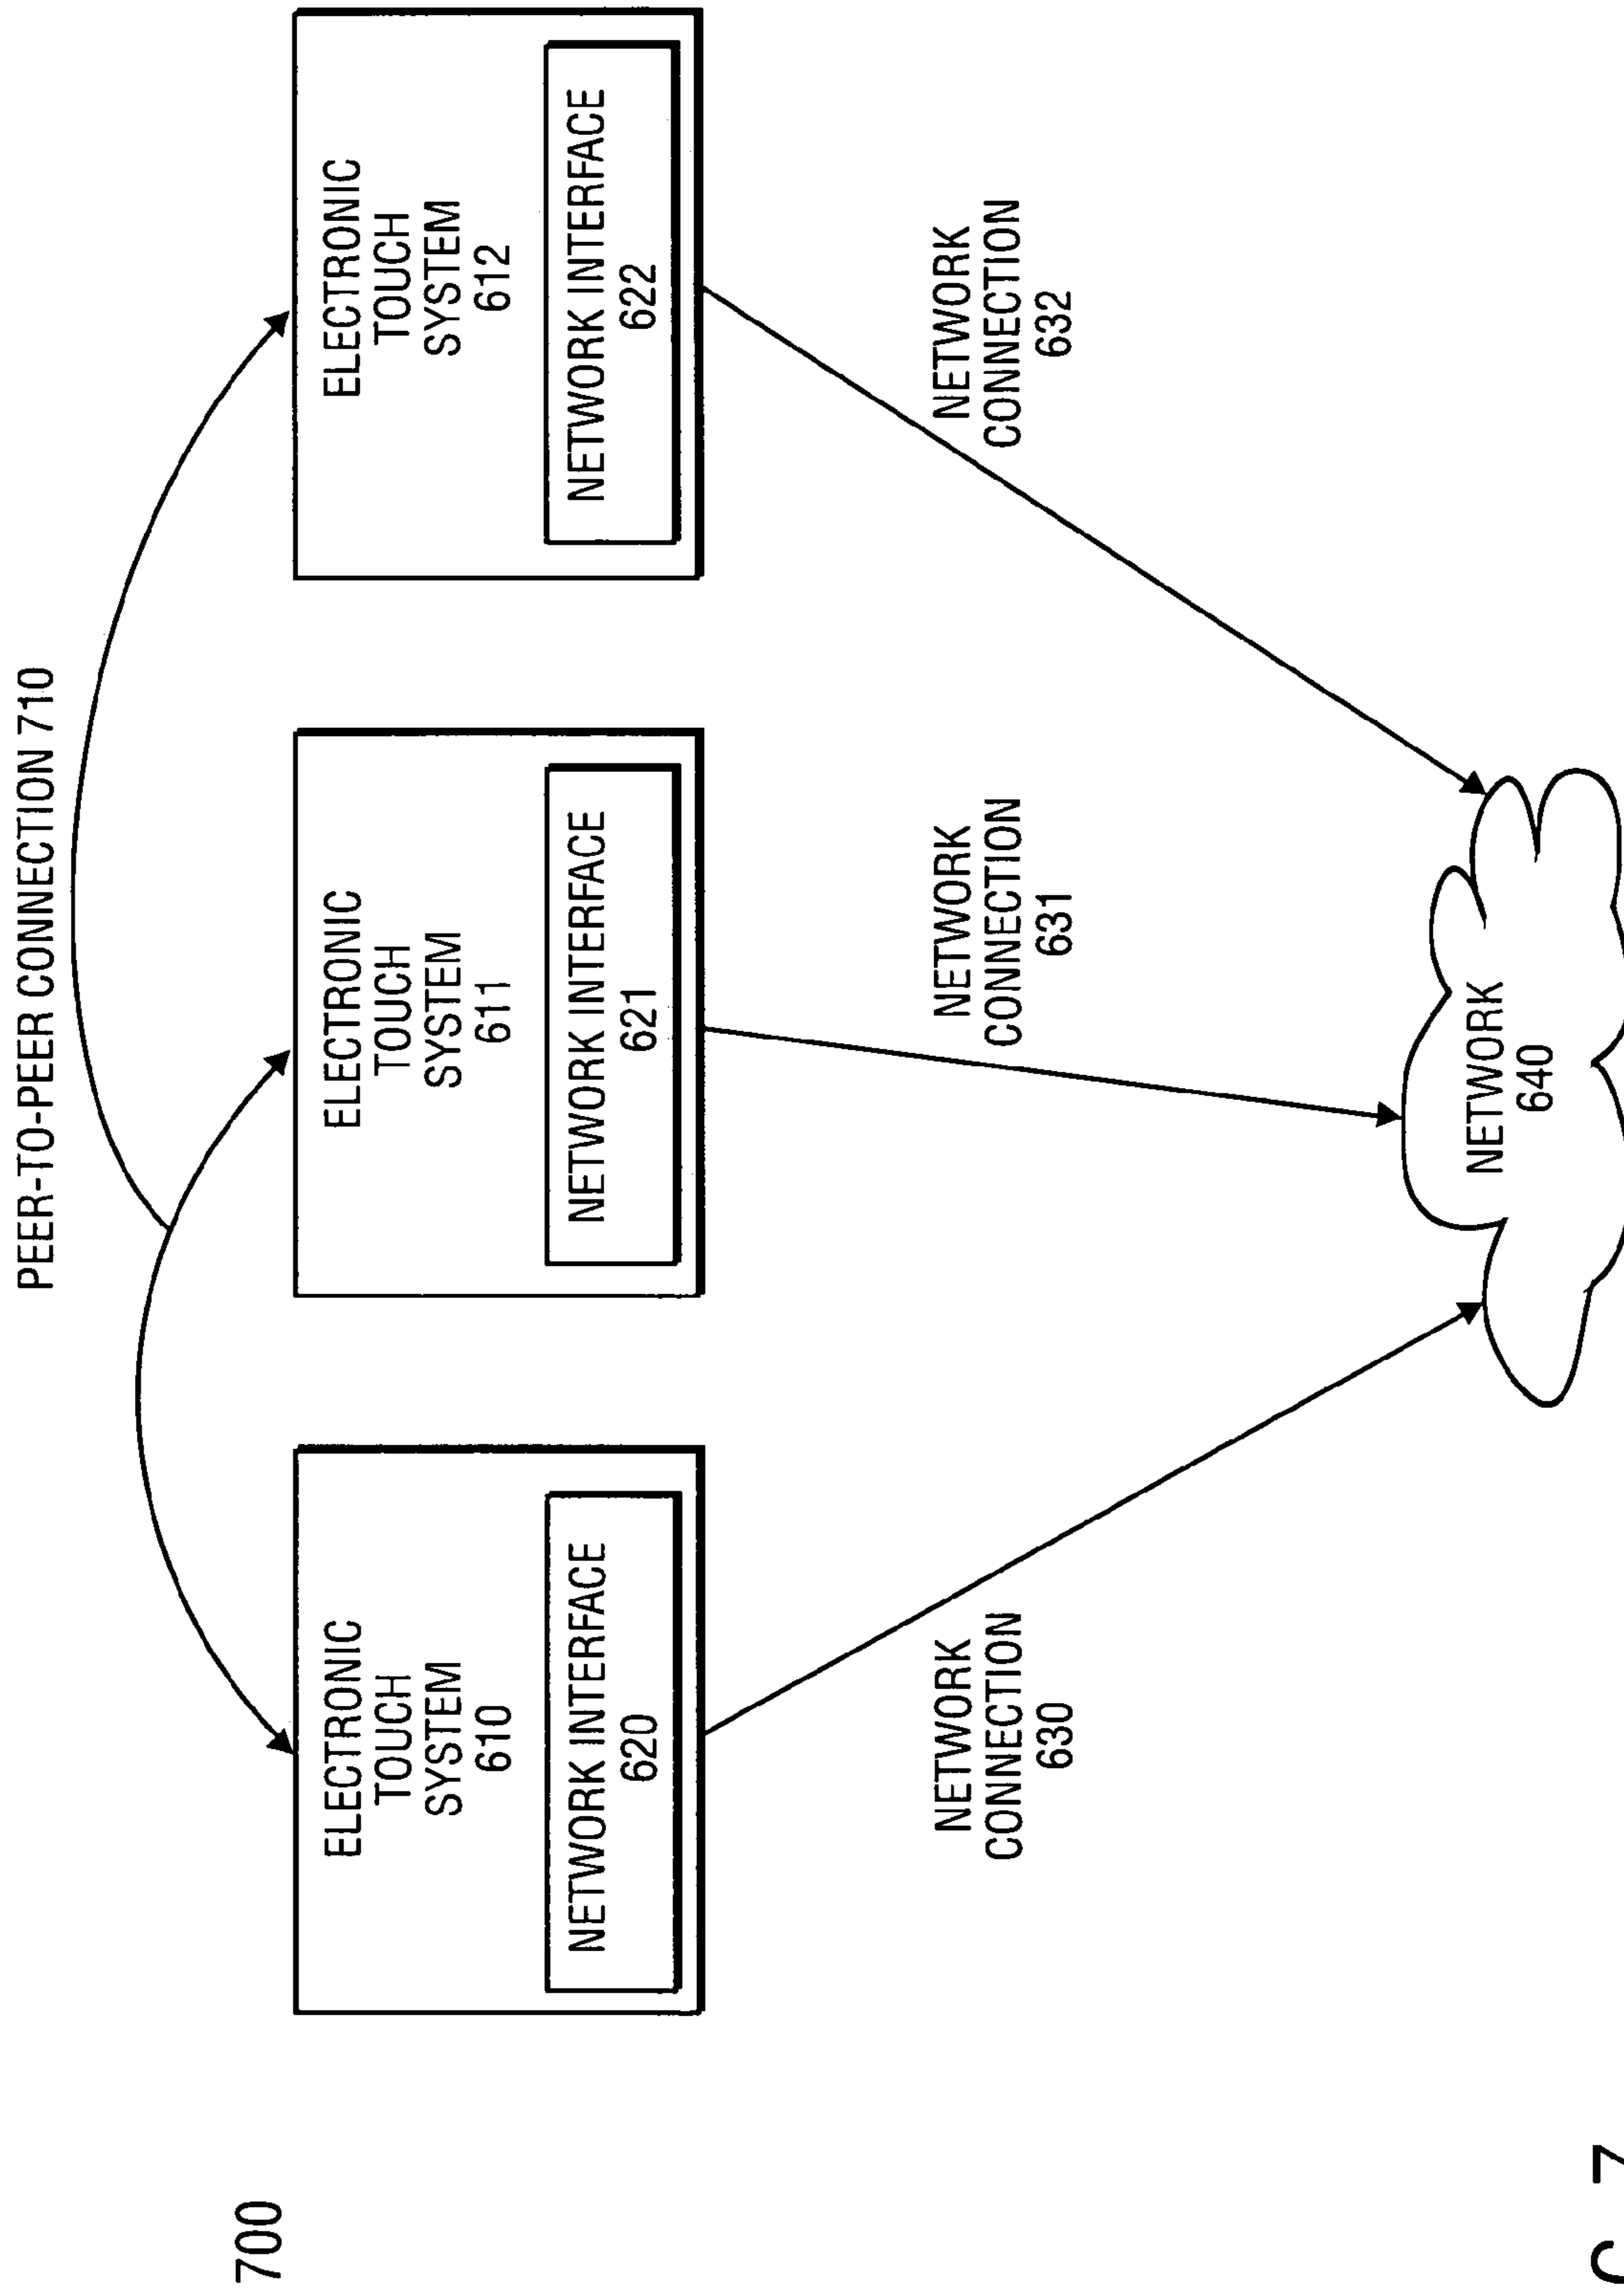 PEER-TO-PEER CONNECTION 710
700
ELECTRONIC
TOUCH
SYSTEM
610
NETWORK INTERFACE
620
ELECTRONIC
TOUCH
SYSTEM
611
NETWORK INTERFACE
621
ELECTRONIC
TOUCH
SYSTEM
612
NETWORK INTERFACE
622
NETWORK
CONNECTION
630
NETWORK
CONNECTION
631
NETWORK
CONNECTION
632
NETWORK
640